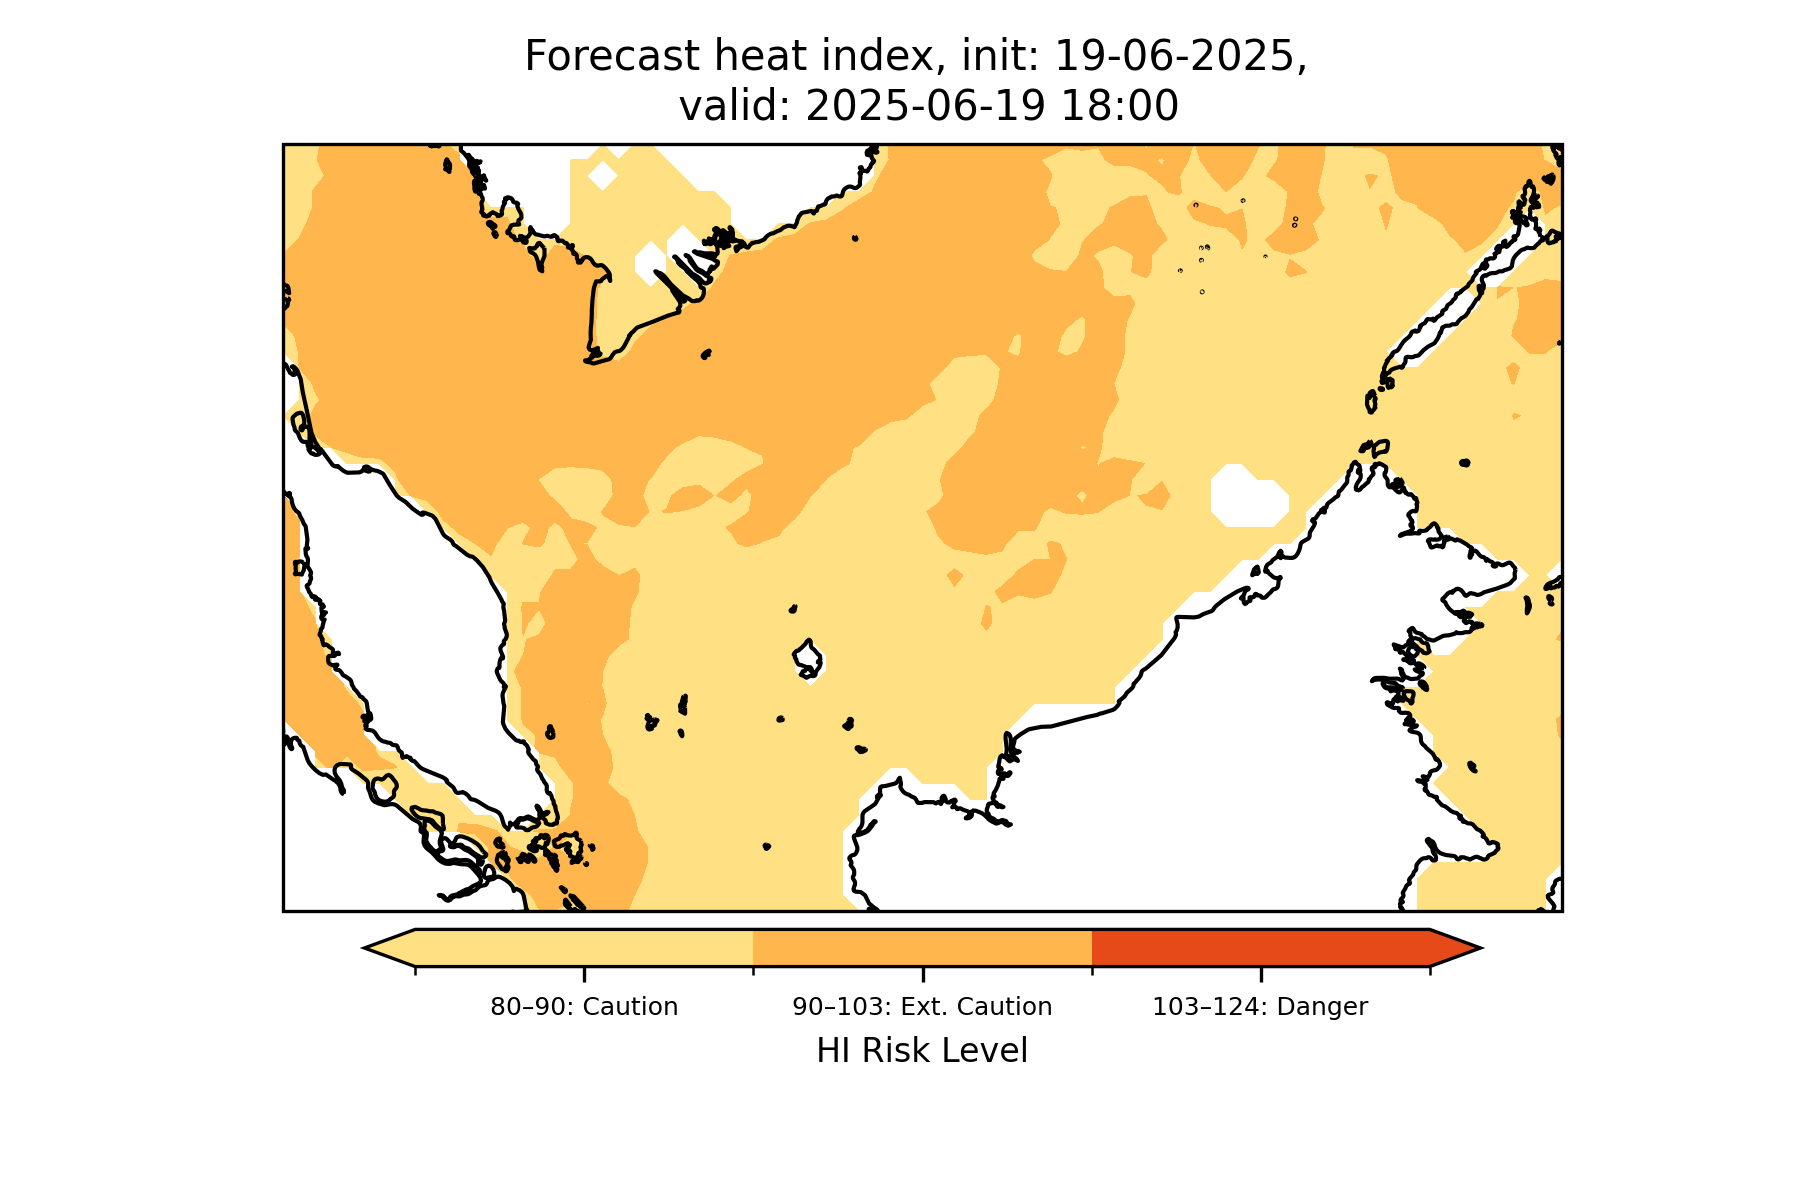 Forecast heat index, init: 19-06-2025,
valid: 2025-06-19 18:00
80–90: Caution
90–103: Ext. Caution
103–124: Danger
HI Risk Level